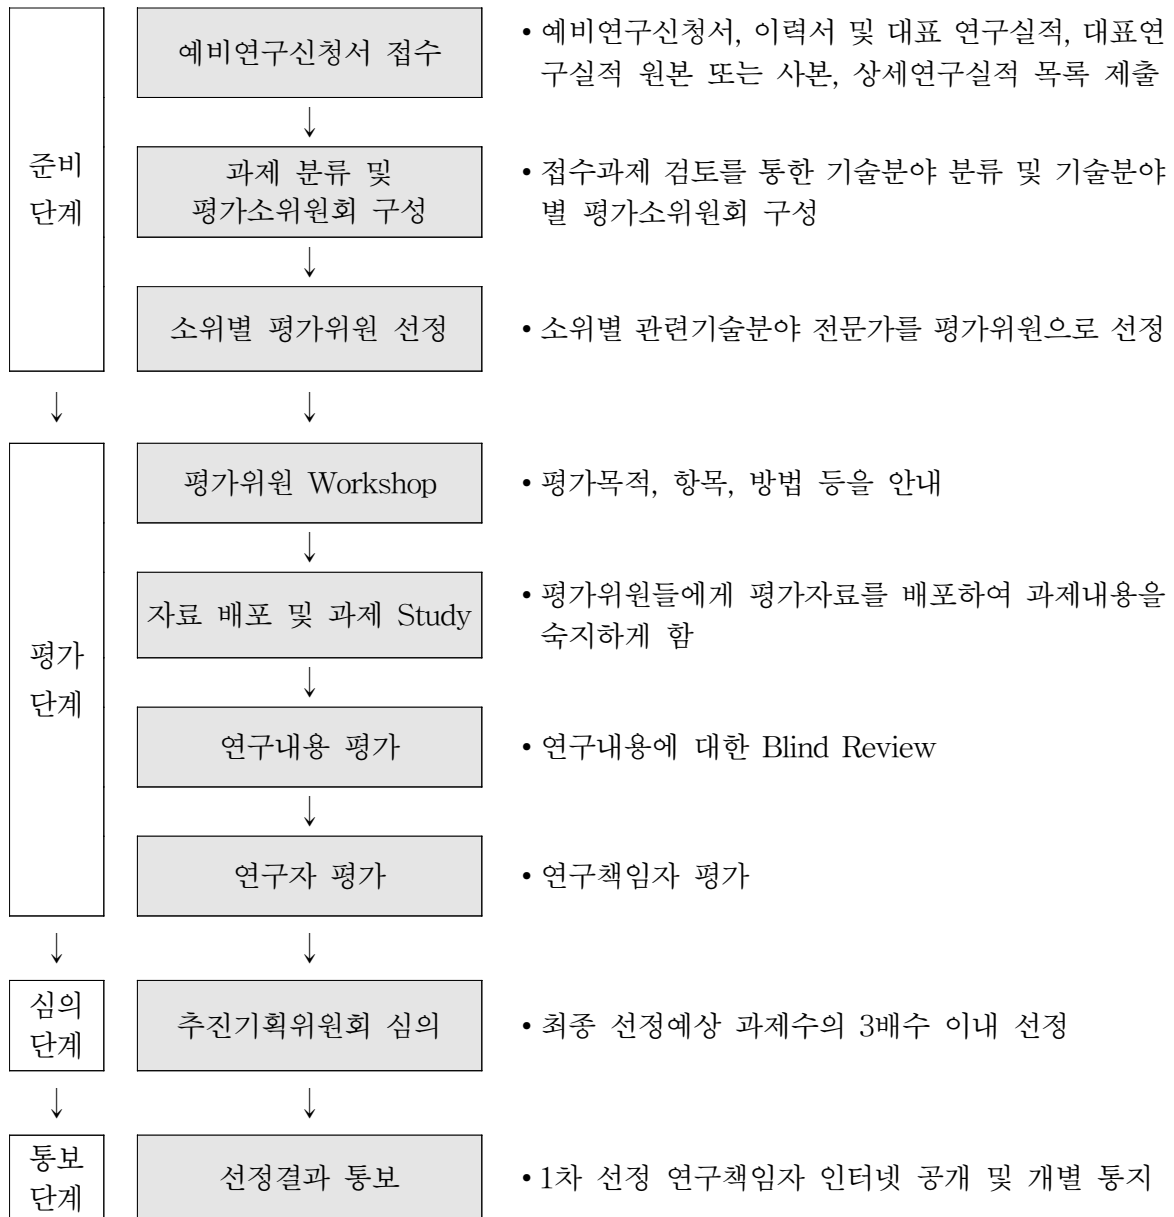 예비연구신청서 접수
• 예비연구신청서, 이력서 및 대표 연구실적, 대표연
구실적 원본 또는 사본, 상세연구실적 목록 제출
↓
준비
단계
과제 분류 및
평가소위원회 구성
• 접수과제 검토를 통한 기술분야 분류 및 기술분야
별 평가소위원회 구성
↓
소위별 평가위원 선정
• 소위별 관련기술분야 전문가를 평가위원으로 선정
↓ ↓
평가위원 Workshop
• 평가목적, 항목, 방법 등을 안내
↓
평가
단계
자료 배포 및 과제 Study
• 평가위원들에게 평가자료를 배포하여 과제내용을
숙지하게 함
↓
연구내용 평가
• 연구내용에 대한 Blind Review
↓
연구자 평가
• 연구책임자 평가
↓ ↓
심의
단계
추진기획위원회 심의
• 최종 선정예상 과제수의 3배수 이내 선정
↓ ↓
통보
단계
선정결과 통보
• 1차 선정 연구책임자 인터넷 공개 및 개별 통지